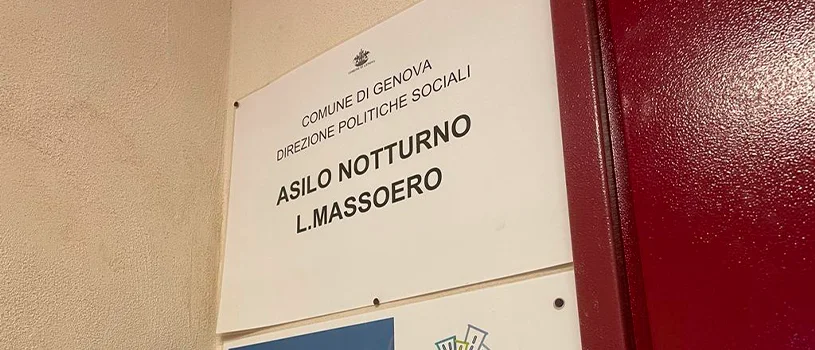 COMUNE DI GENOVA
DIREZIONE POLITICHE SOCIALI
ASILO NOTTURNO
L.MASSOERO